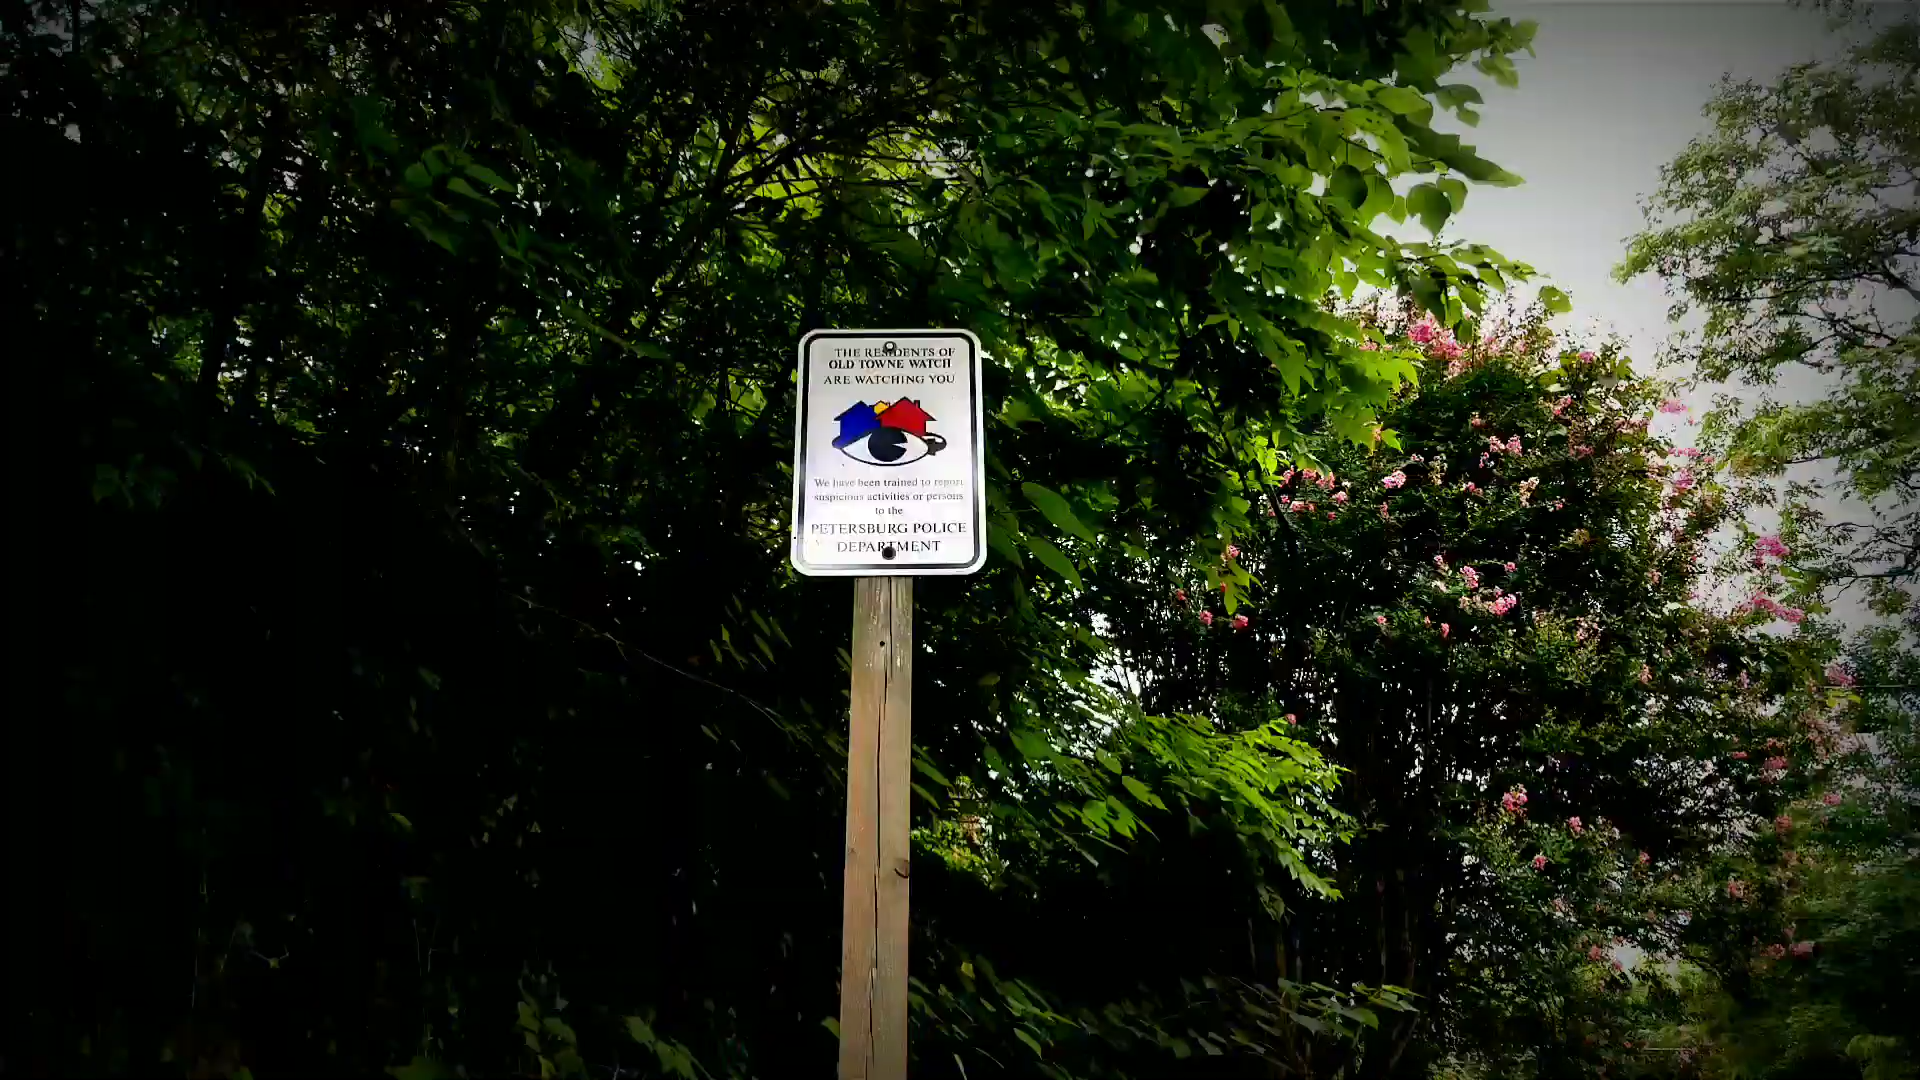 THE RESIDENTS OF
OLD TOWNE WATCH
ARE WATCHING YOU
We have been trained to report
suspicious activities or persons
to the
PETERSBURG POLICE
DEPARTMENT